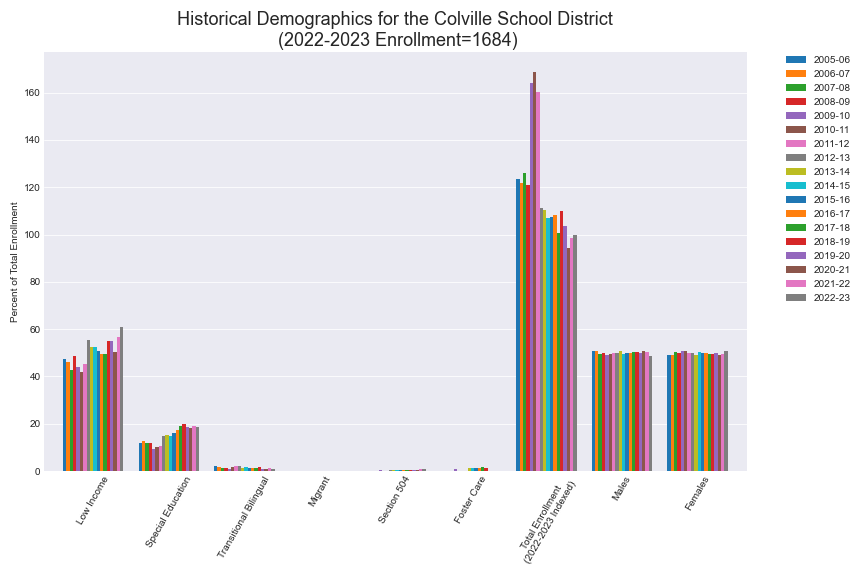 Historical Demographics for the Colville School District
(2022-2023 Enrollment=1684)
Percent of Total Enrollment
160
140
120
100
80
60
40
20
0
Low Income
Special Education
Transitional Bilingual
Migrant
Section 504
Foster Care
Total Enrollment
(2022-2023 Indexed)
Males
Females
2005-06
2006-07
2007-08
2008-09
2009-10
2010-11
2011-12
2012-13
2013-14
2014-15
2015-16
2016-17
2017-18
2018-19
2019-20
2020-21
2021-22
2022-23